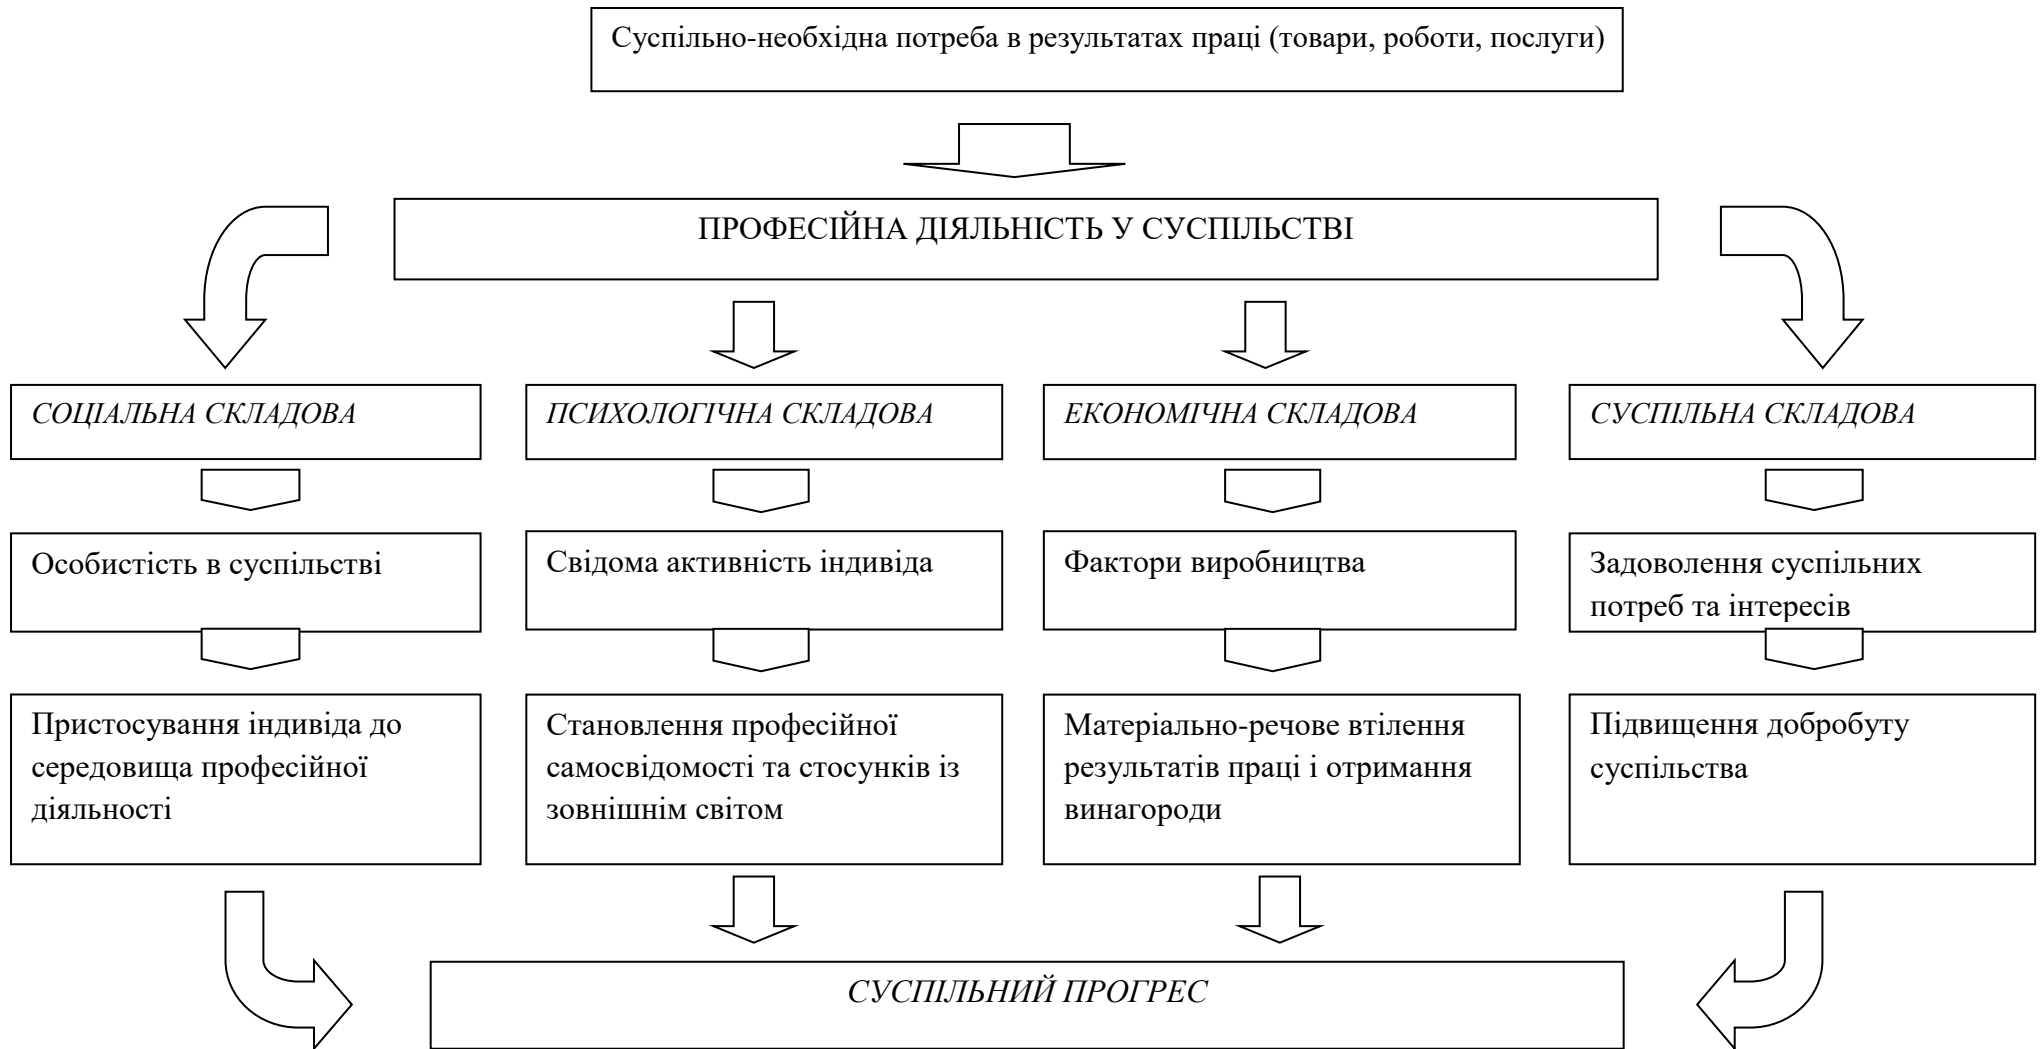 Суспільно-необхідна потреба в результатах праці (товари, роботи, послуги)
ПРОФЕСІЙНА ДІЯЛЬНІСТЬ У СУСПІЛЬСТВІ
СОЦІАЛЬНА СКЛАДОВА
ПСИХОЛОГІЧНА СКЛАДОВА
ЕКОНОМІЧНА СКЛАДОВА
СУСПІЛЬНА СКЛАДОВА
Особистість в суспільстві
Свідома активність індивіда
Фактори виробництва
Задоволення суспільних
потреб та інтересів
Пристосування індивіда до
середовища професійної
діяльності
Становлення професійної
самосвідомості та стосунків із
зовнішнім світом
Матеріально-речове втілення
результатів праці і отримання
винагороди
Підвищення добробуту
суспільства
СУСПІЛЬНИЙ ПРОГРЕС